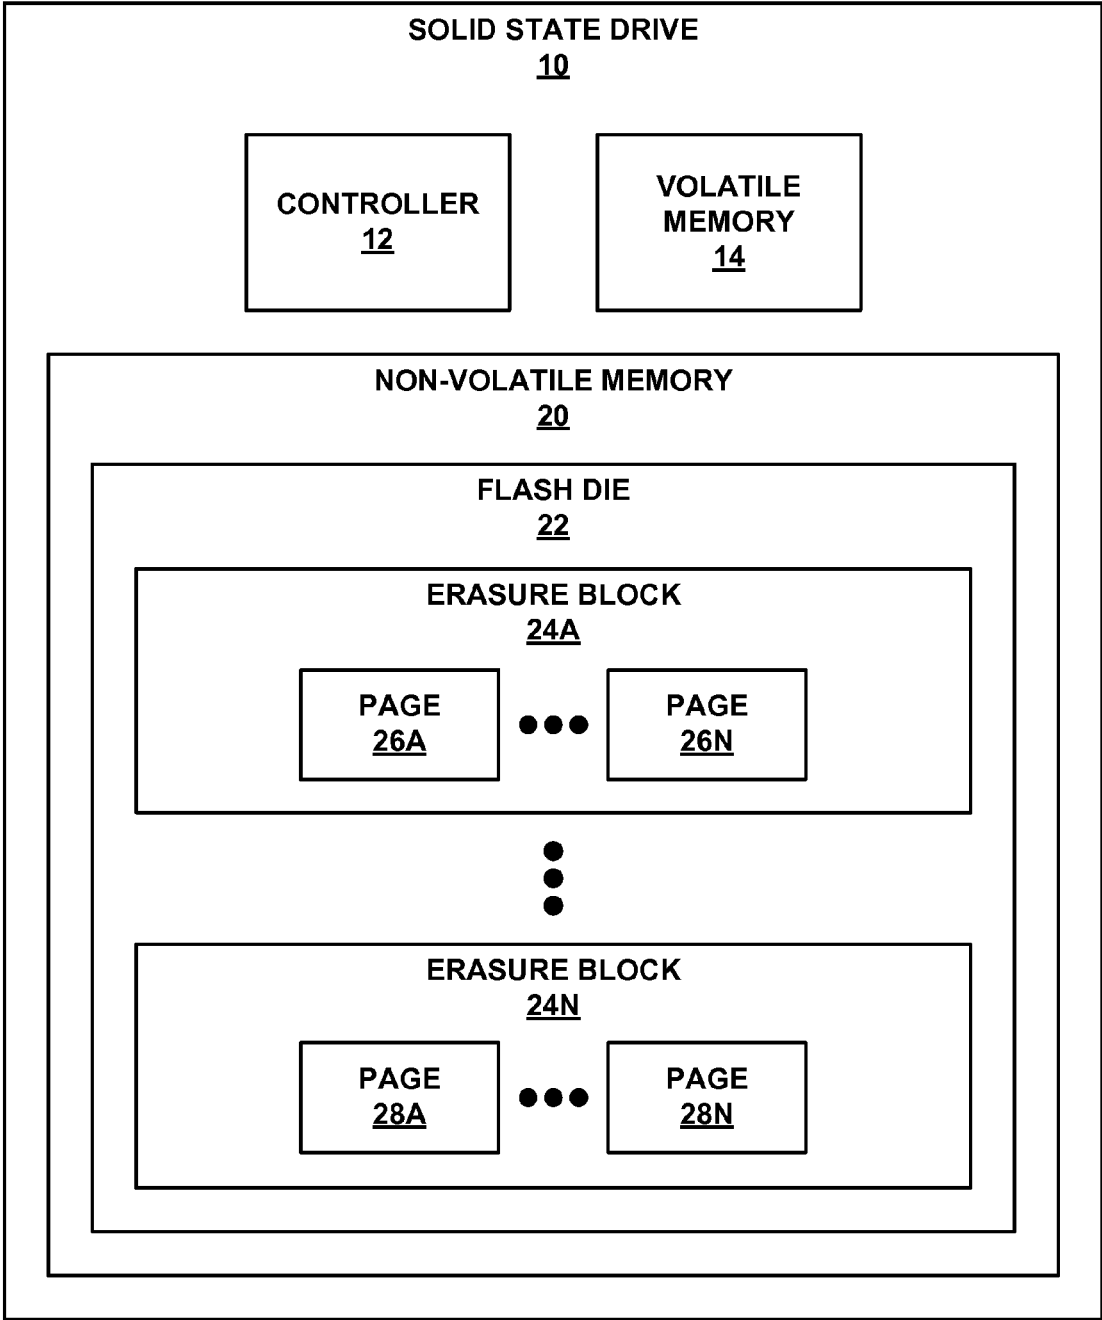 SOLID STATE DRIVE
10
CONTROLLER
12
VOLATILE
MEMORY
14
NON-VOLATILE MEMORY
20
FLASH DIE
22
ERASURE BLOCK
24A
PAGE
26A
PAGE
26N
ERASURE BLOCK
24N
PAGE
28A
PAGE
28N